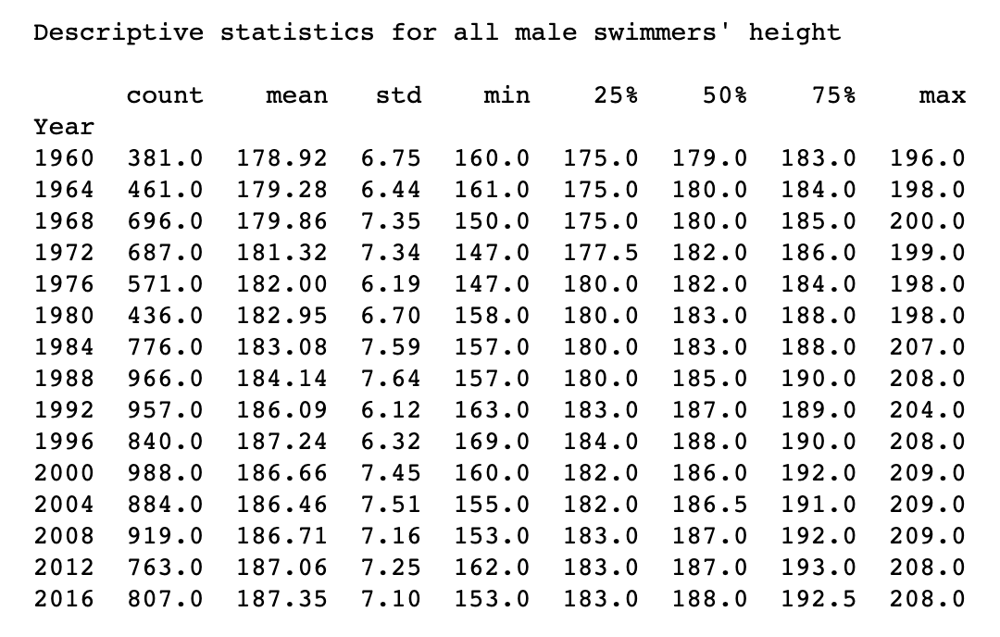 Descriptive statistics for all male swimmers' height
count mean std min 25% 50% 75% max
Year
1960 381.0 178.92 6.75 160.0 175.0 179.0 183.0 196.0
1964 461.0 179.28 6.44 161.0 175.0 180.0 184.0 198.0
1968 696.0 179.86 7.35 150.0 175.0 180.0 185.0 200.0
1972 687.0 181.32 7.34 147.0 177.5 182.0 186.0 199.0
1976 571.0 182.00 6.19 147.0 180.0 182.0 184.0 198.0
1980 436.0 182.95 6.70 158.0 180.0 183.0 188.0 198.0
1984 776.0 183.08 7.59 157.0 180.0 183.0 188.0 207.0
1988 966.0 184.14 7.64 157.0 180.0 185.0 190.0 208.0
1992 957.0 186.09 6.12 163.0 183.0 187.0 189.0 204.0
1996 840.0 187.24 6.32 169.0 184.0 188.0 190.0 208.0
2000 988.0 186.66 7.45 160.0 182.0 186.0 192.0 209.0
2004 884.0 186.46 7.51 155.0 182.0 186.5 191.0 209.0
2008 919.0 186.71 7.16 153.0 183.0 187.0 192.0 209.0
2012 763.0 187.06 7.25 162.0 183.0 187.0 193.0 208.0
2016 807.0 187.35 7.10 153.0 183.0 188.0 192.5 208.0